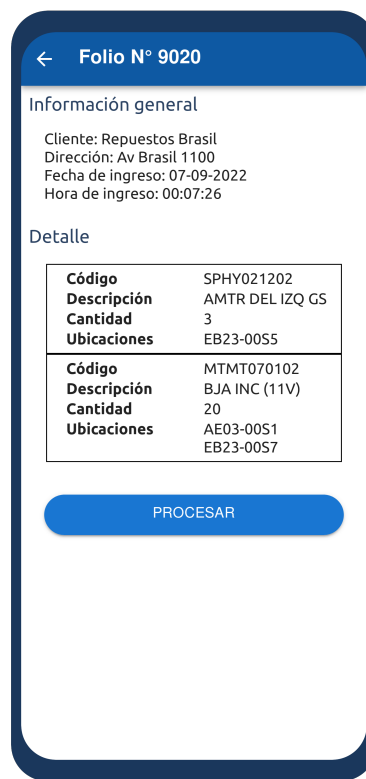 Folio N° 9020
Información general
Cliente: Repuestos Brasil
Dirección: Av Brasil 1100
Fecha de ingreso: 07-09-2022
Hora de ingreso: 00:07:26
Detalle
Código SPHY021202
Descripción AMTR DEL IZQ GS
Cantidad 3
Ubicaciones EB23-00S5
Código MTMT070102
Descripción BJA INC (11V)
Cantidad 20
Ubicaciones AE03-00S1
EB23-00S7
PROCESAR